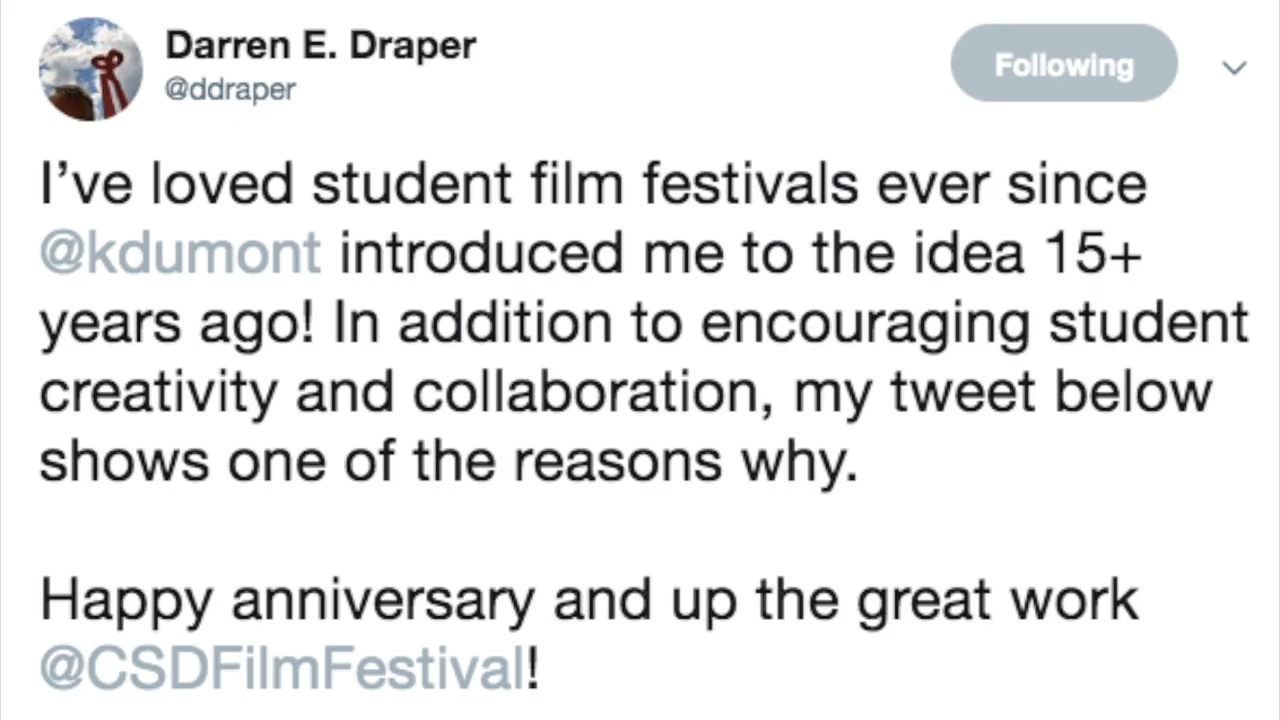 Darren E. Draper
@ddraper
Following
I’ve loved student film festivals ever since
@kdumont introduced me to the idea 15+
years ago! In addition to encouraging student
creativity and collaboration, my tweet below
shows one of the reasons why.
Happy anniversary and up the great work
@CSDFilmFestival!